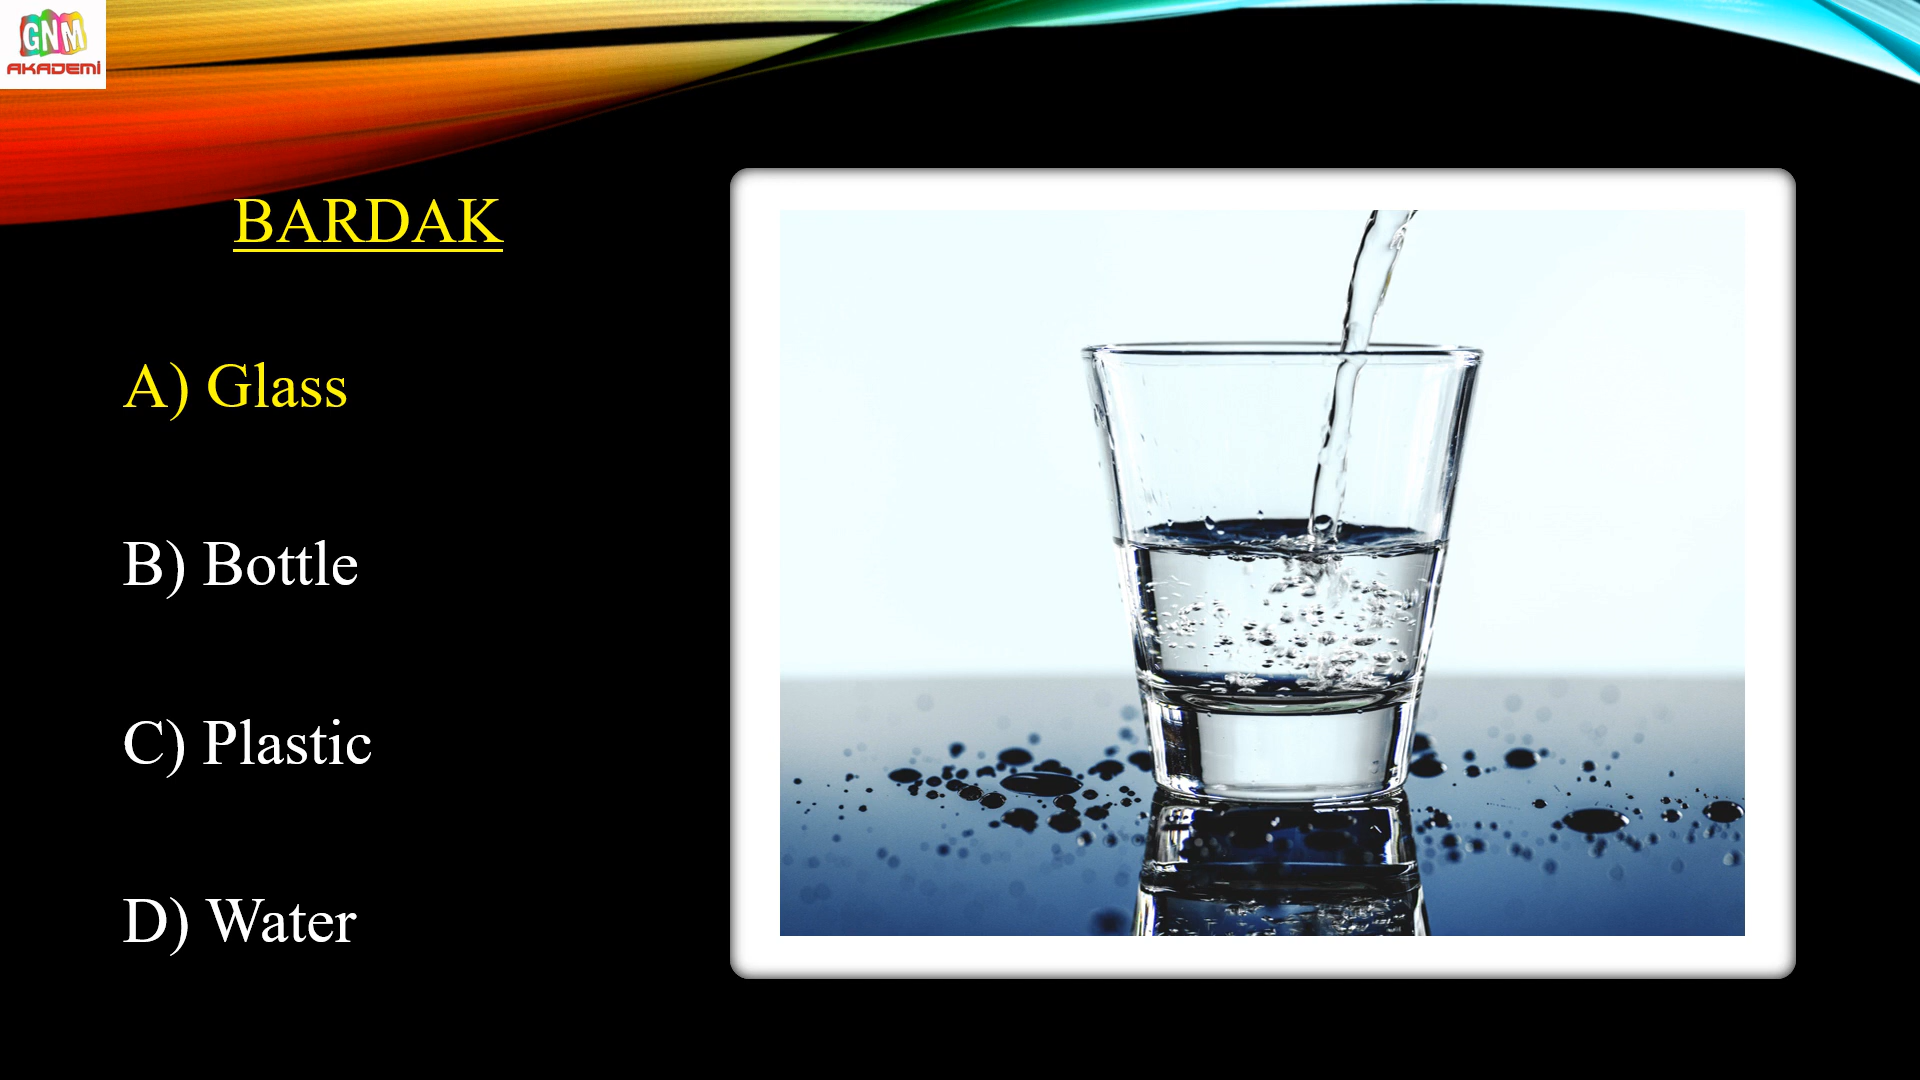 GNM
AKADEMİ
BARDAK
A) Glass
B) Bottle
C) Plastic
D) Water